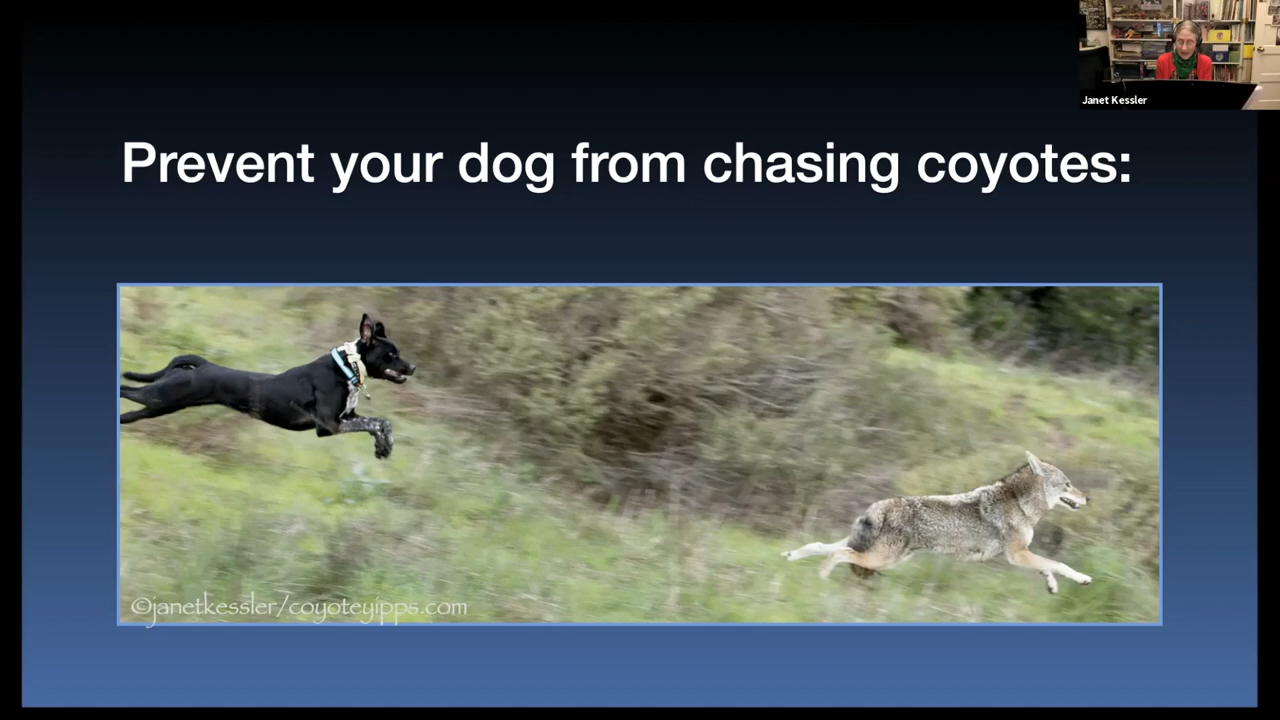 Janet Kessler
Prevent your dog from chasing coyotes:
©janetkessler/coyoteyipps.com